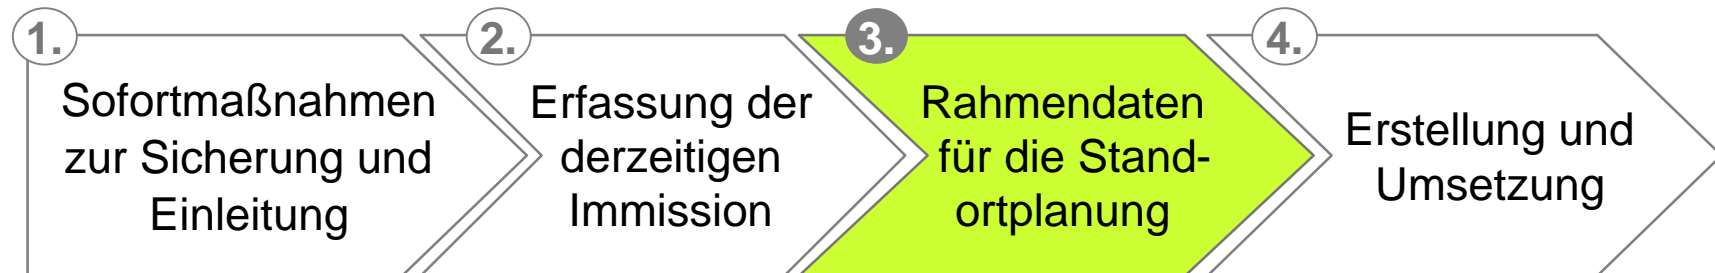 1.
Sofortmaßnahmen
zur Sicherung und
Einleitung
2.
Erfassung der
derzeitigen
Immission
3.
Rahmendaten
für die Stand-
ortplanung
4.
Erstellung und
Umsetzung